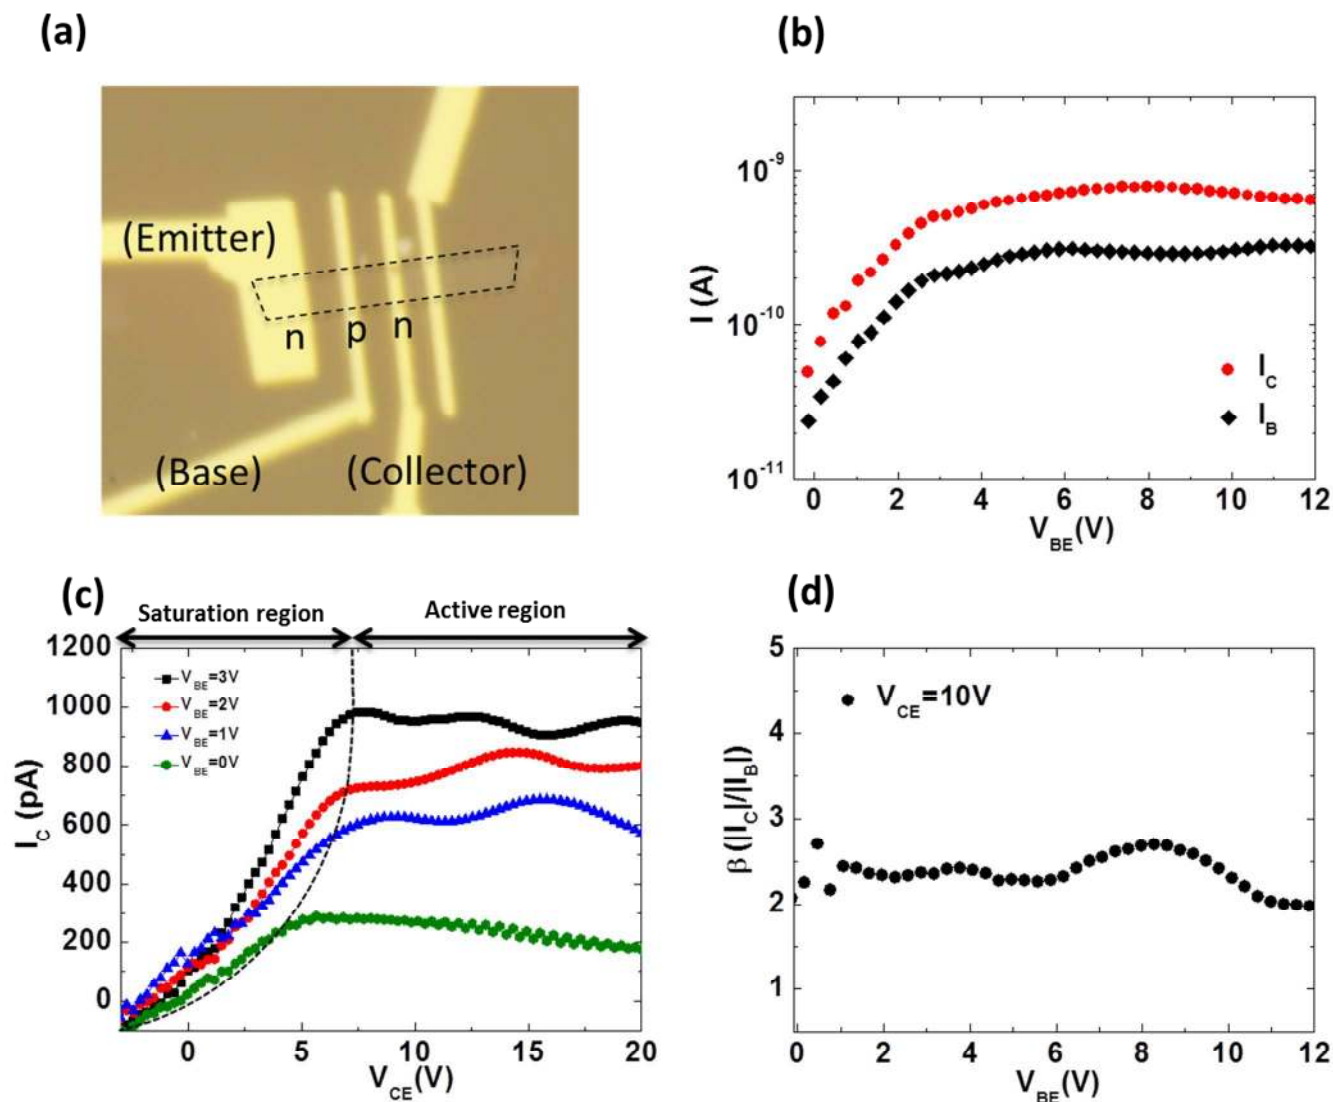 (a)
(Emitter)
n p n
(Base) (Collector)
(b)
10⁻⁹
10⁻¹⁰
10⁻¹¹
I (A)
I_C
I_B
0 2 4 6 8 10 12
V_BE(V)
(c)
Saturation region Active region
1200
1000
800
600
400
200
0
I_C (pA)
V_BE=3V
V_BE=2V
V_BE=1V
V_BE=0V
0 5 10 15 20
V_CE(V)
(d)
5
4
3
2
1
β (|I_C|/|I_B|)
V_CE=10V
0 2 4 6 8 10 12
V_BE(V)